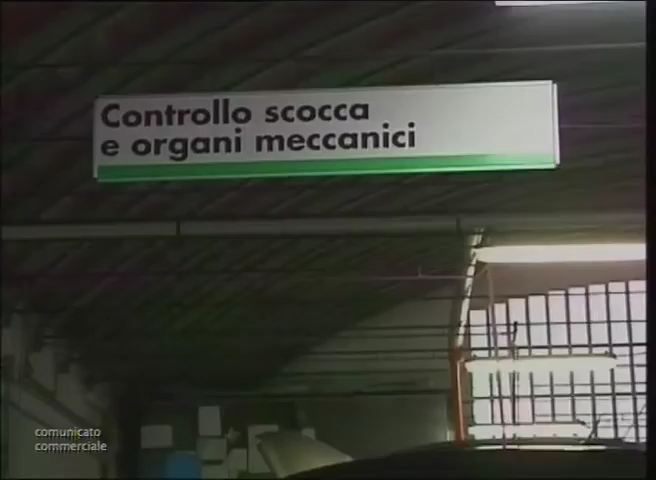 Controllo scocca
e organi meccanici
comunicato
commerciale